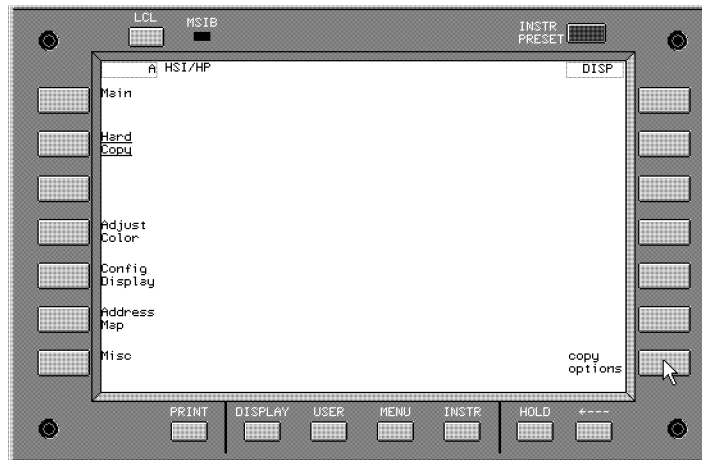 LCL
MSIB
INSTR
PRESET
A HSI/HP
DISP
Main
Hard
Copy
Adjust
Color
Config
Display
Address
Map
Misc
copy
options
PRINT DISPLAY USER MENU INSTR HOLD <---